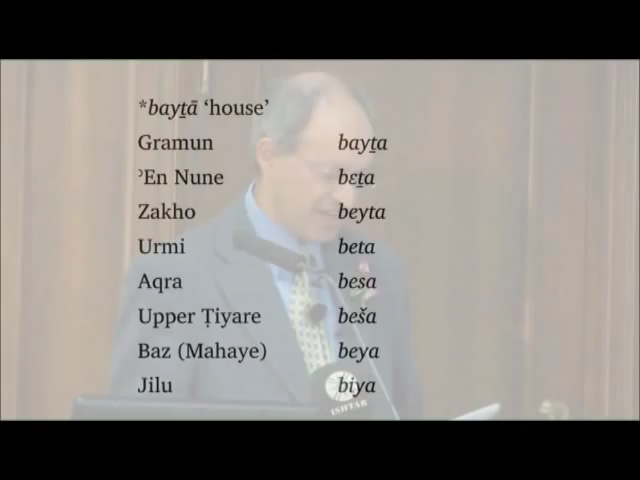 *bayṯā ‘house’
Gramun bayṯa
ʾEn Nune bɛṯa
Zakho beyta
Urmi beta
Aqra besa
Upper Ṭiyare beša
Baz (Mahaye) beya
Jilu biya
ISHTAR